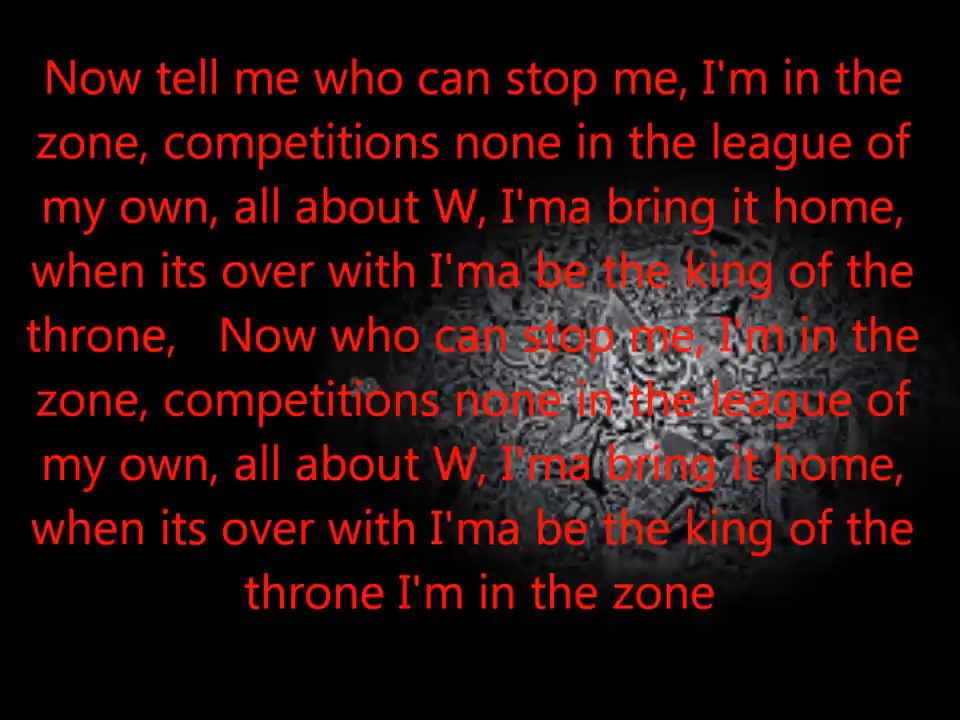 Now tell me who can stop me, I'm in the
zone, competitions none in the league of
my own, all about W, I'ma bring it home,
when its over with I'ma be the king of the
throne,   Now who can stop me, I'm in the
zone, competitions none in the league of
my own, all about W, I'ma bring it home,
when its over with I'ma be the king of the
throne I'm in the zone